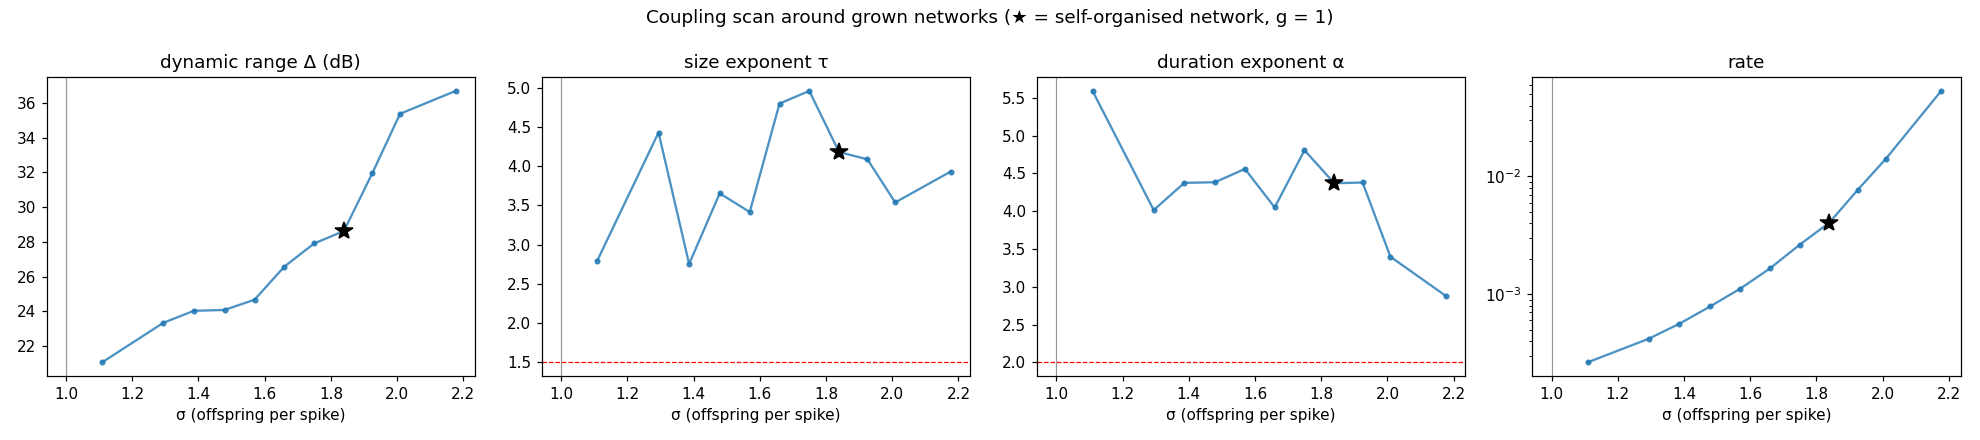 Coupling scan around grown networks (★ = self-organised network, g = 1)
dynamic range Δ (dB)
36
34
32
30
28
26
24
22
1.0 1.2 1.4 1.6 1.8 2.0 2.2
σ (offspring per spike)
size exponent τ
5.0
4.5
4.0
3.5
3.0
2.5
2.0
1.5
1.0 1.2 1.4 1.6 1.8 2.0 2.2
σ (offspring per spike)
duration exponent α
5.5
5.0
4.5
4.0
3.5
3.0
2.5
2.0
1.0 1.2 1.4 1.6 1.8 2.0 2.2
σ (offspring per spike)
rate
10⁻²
10⁻³
1.0 1.2 1.4 1.6 1.8 2.0 2.2
σ (offspring per spike)